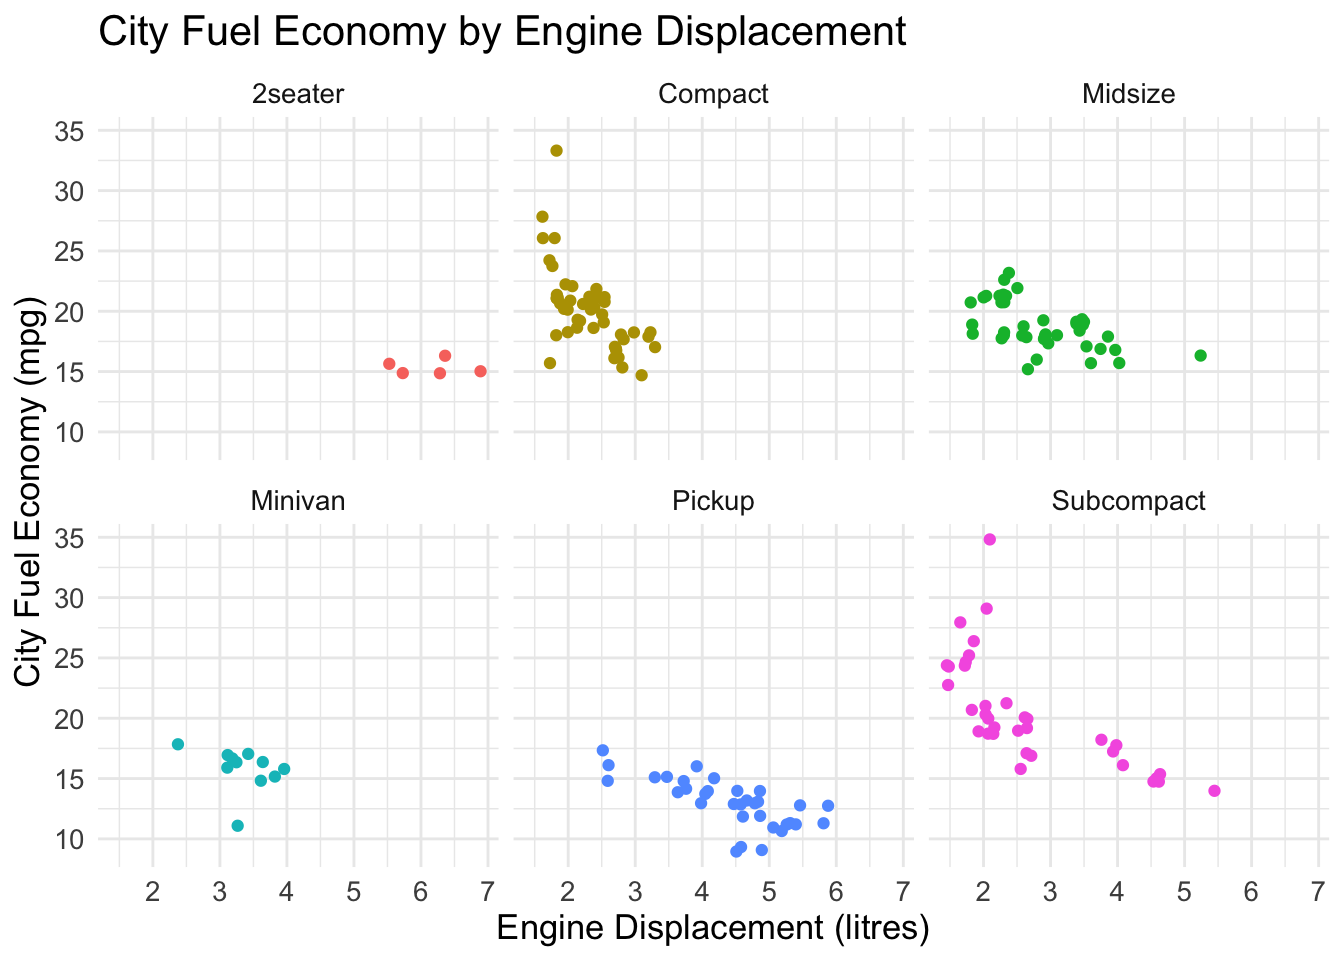 City Fuel Economy by Engine Displacement
2seater Compact Midsize
35
30
25
20
15
10
Minivan Pickup Subcompact
35
30
25
20
15
10
City Fuel Economy (mpg)
2 3 4 5 6 7 2 3 4 5 6 7 2 3 4 5 6 7
Engine Displacement (litres)